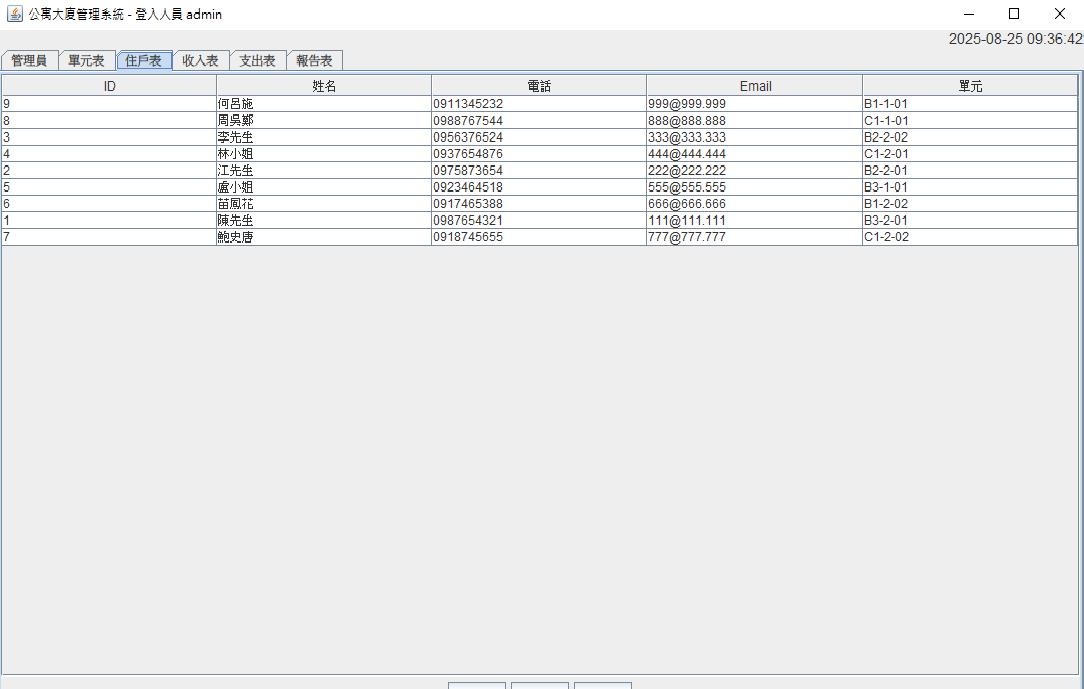 公寓大廈管理系統 - 登入人員 admin
2025-08-25 09:36:42
管理員 單元表 住戶表 收入表 支出表 報告表
ID 姓名 電話 Email 單元
9 何呂施 0911345232 999@999.999 B1-1-01
8 周吳鄭 0988767544 888@888.888 C1-1-01
3 李先生 0956376524 333@333.333 B2-2-02
4 林小姐 0937654876 444@444.444 C1-2-01
2 江先生 0975873654 222@222.222 B2-2-01
5 盧小姐 0923464518 555@555.555 B3-1-01
6 苗鳳花 0917465388 666@666.666 B1-2-02
1 陳先生 0987654321 111@111.111 B3-2-01
7 鮑史唐 0918745655 777@777.777 C1-2-02